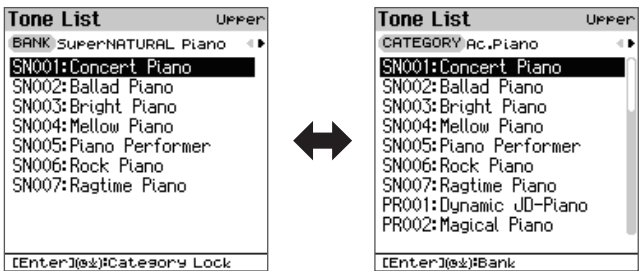 Tone List Upper
BANK SuperNATURAL Piano
SN001:Concert Piano
SN002:Ballad Piano
SN003:Bright Piano
SN004:Mellow Piano
SN005:Piano Performer
SN006:Rock Piano
SN007:Ragtime Piano
[Enter](⊙±):Category Lock
Tone List Upper
CATEGORY Ac.Piano
SN001:Concert Piano
SN002:Ballad Piano
SN003:Bright Piano
SN004:Mellow Piano
SN005:Piano Performer
SN006:Rock Piano
SN007:Ragtime Piano
PR001:Dynamic JD-Piano
PR002:Magical Piano
[Enter](⊙±):Bank